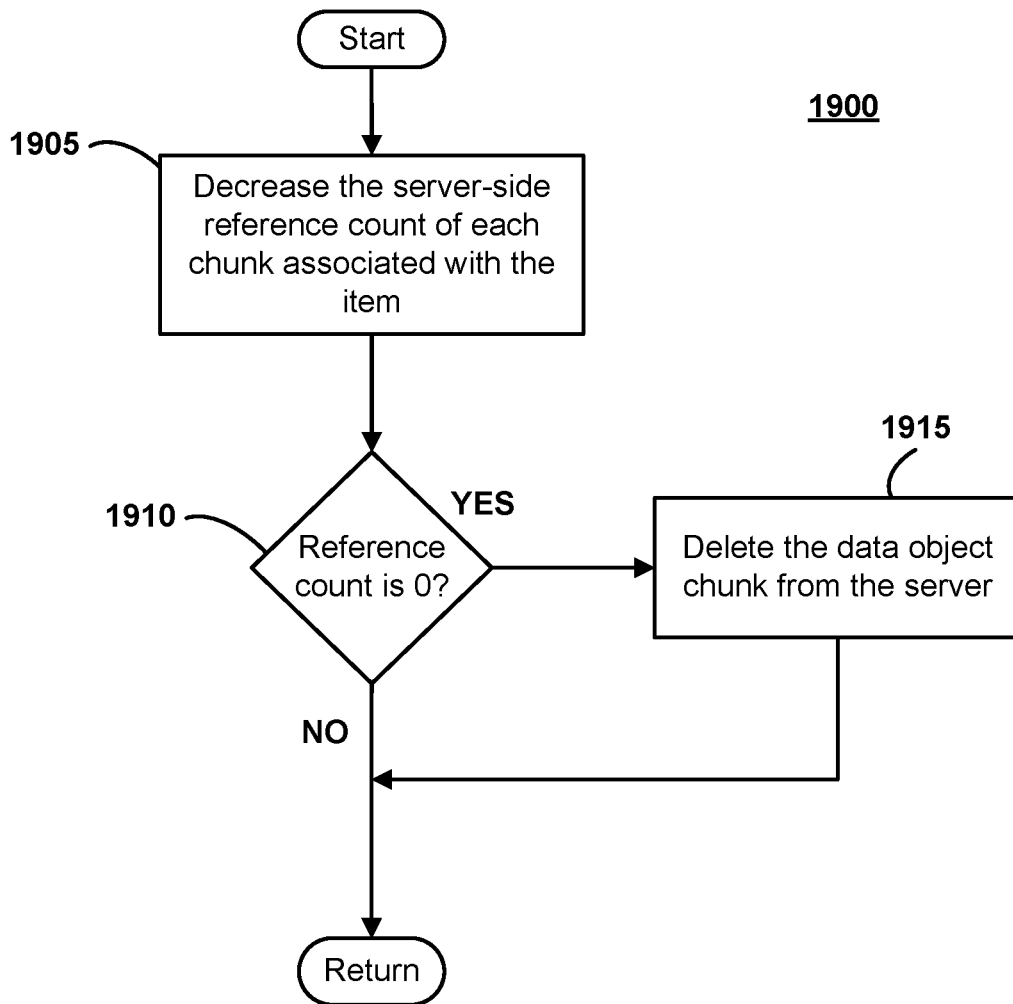 Start
1900
1905
Decrease the server-side
reference count of each
chunk associated with the
item
1915
YES
1910
Reference
count is 0?
Delete the data object
chunk from the server
NO
Return